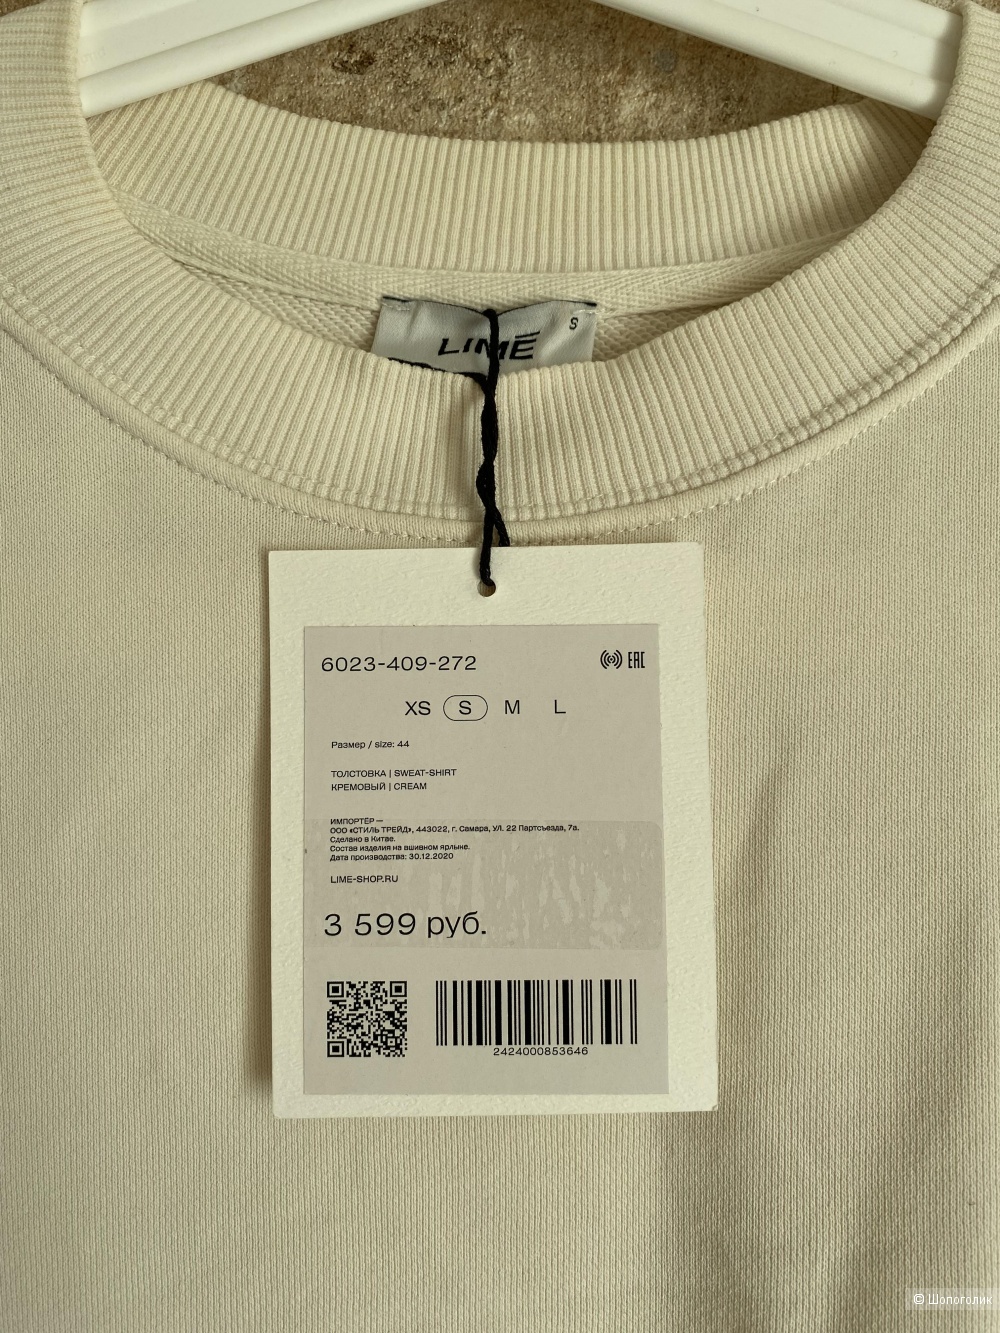 LIMĒ
S
6023-409-272
EAC
XS S M L
Размер / size: 44
ТОЛСТОВКА | SWEAT-SHIRT
КРЕМОВЫЙ | CREAM
ИМПОРТЁР —
ООО «СТИЛЬ ТРЕЙД», 443022, г. Самара, УЛ. 22 Партсъезда, 7а.
Сделано в Китае.
Состав изделия на вшивном ярлыке.
Дата производства: 30.12.2020
LIME-SHOP.RU
3 599 руб.
2424000853646
© Шопоголик